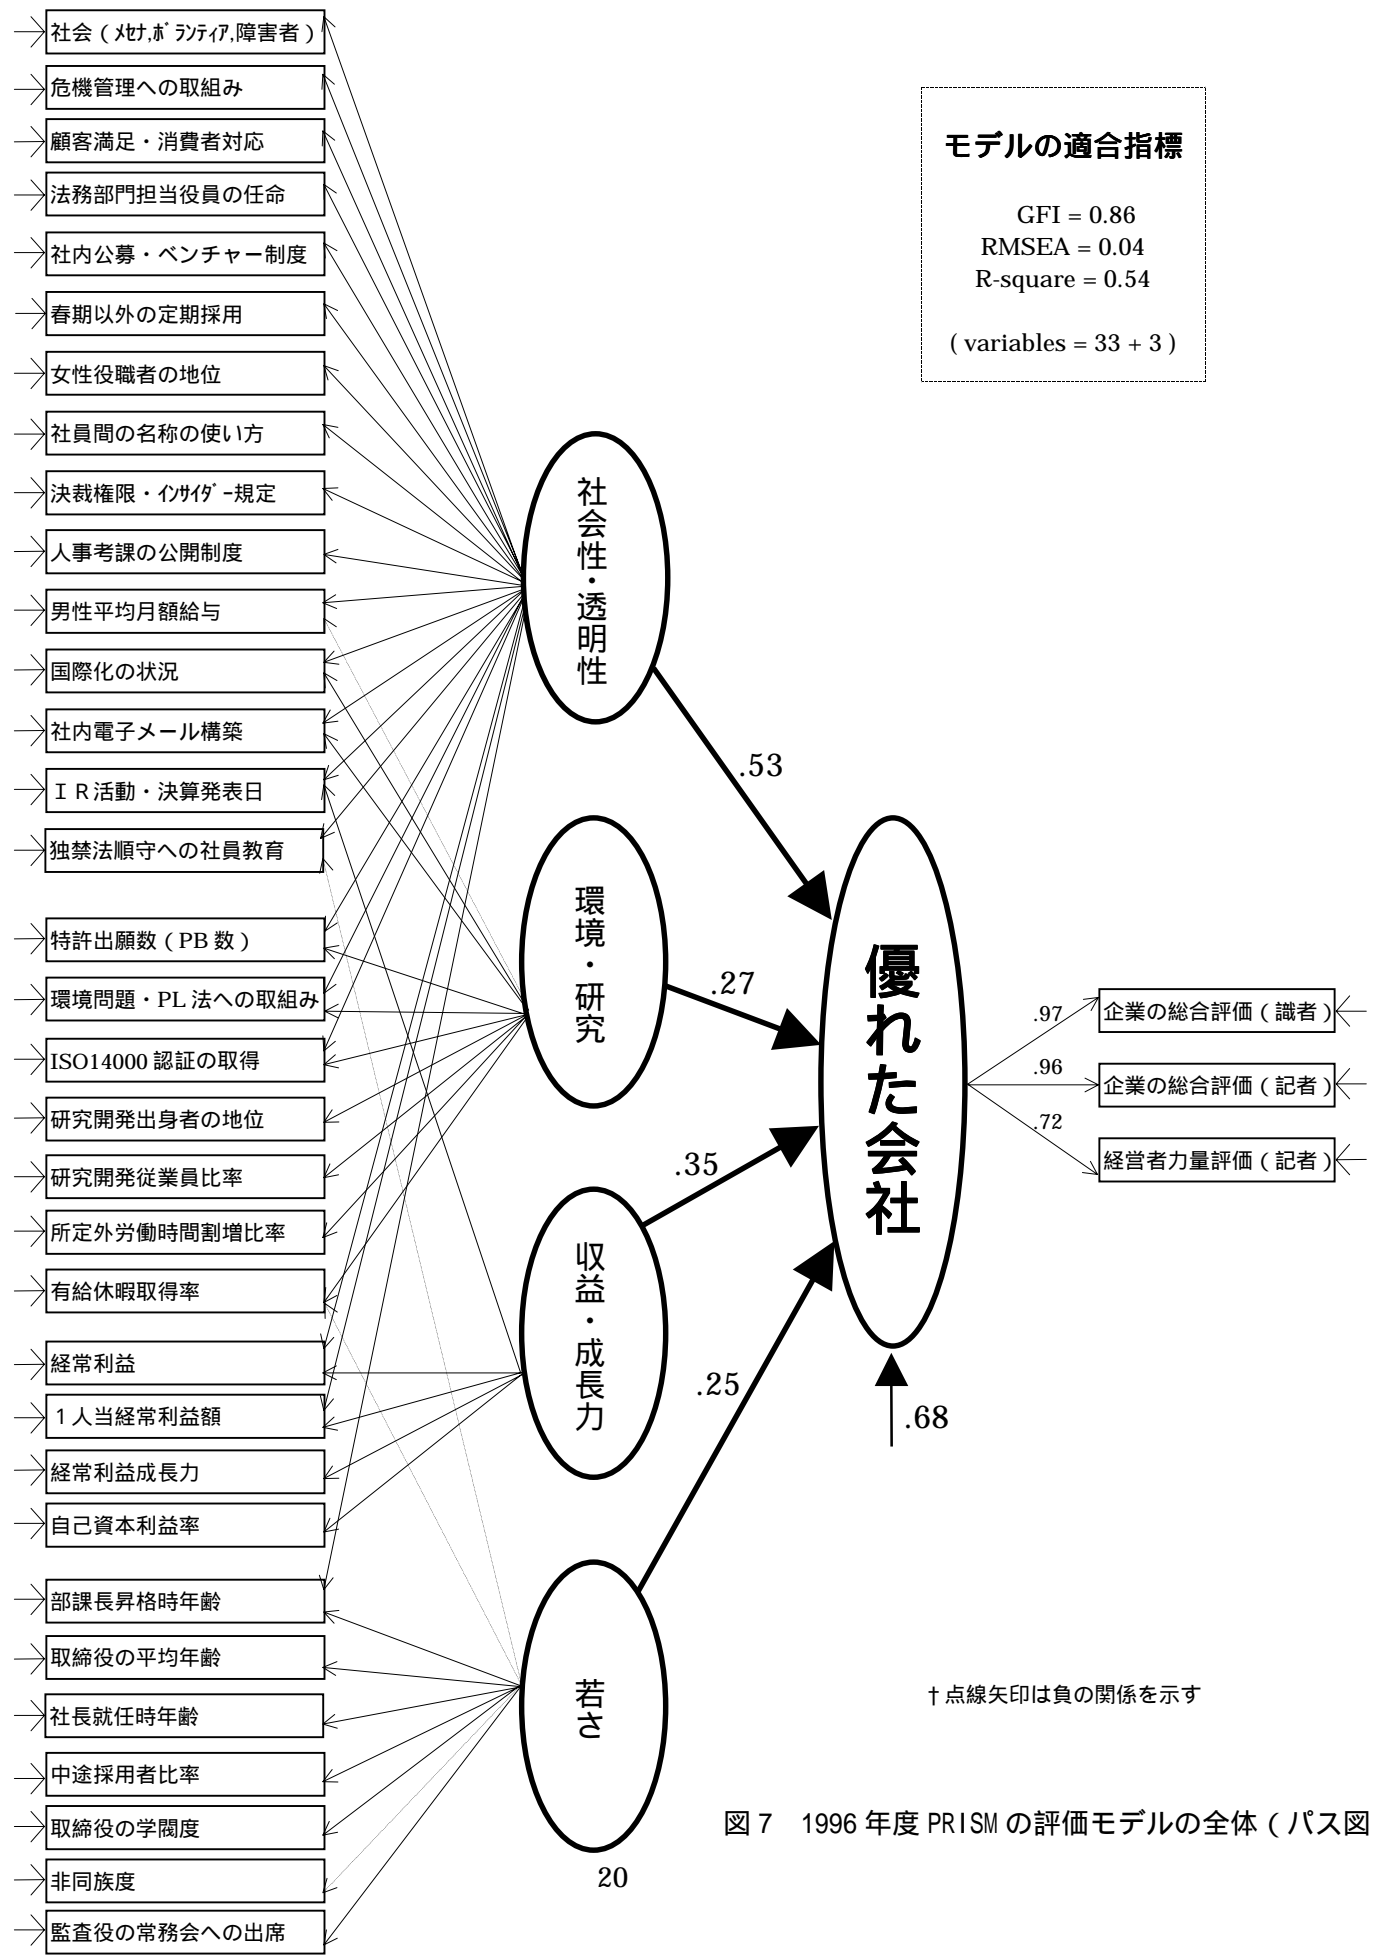 社会（ﾒｾﾅ,ﾎﾞﾗﾝﾃｨｱ,障害者）
危機管理への取組み
顧客満足・消費者対応
法務部門担当役員の任命
社内公募・ベンチャー制度
春期以外の定期採用
女性役職者の地位
社員間の名称の使い方
決裁権限・ｲﾝｻｲﾀﾞｰ規定
人事考課の公開制度
男性平均月額給与
国際化の状況
社内電子メール構築
ＩＲ活動・決算発表日
独禁法順守への社員教育
特許出願数（PB 数）
環境問題・PL 法への取組み
ISO14000 認証の取得
研究開発出身者の地位
研究開発従業員比率
所定外労働時間割増比率
有給休暇取得率
経常利益
１人当経常利益額
経常利益成長力
自己資本利益率
部課長昇格時年齢
取締役の平均年齢
社長就任時年齢
中途採用者比率
取締役の学閥度
非同族度
監査役の常務会への出席
社会性・透明性
環境・研究
収益・成長力
若さ
.53
.27
.35
.25
優れた会社
.68
.97
.96
.72
企業の総合評価（識者）
企業の総合評価（記者）
経営者力量評価（記者）
モデルの適合指標
GFI = 0.86
RMSEA = 0.04
R-square = 0.54
( variables = 33 + 3 )
†点線矢印は負の関係を示す
図７　1996 年度 PRISM の評価モデルの全体（パス図
20